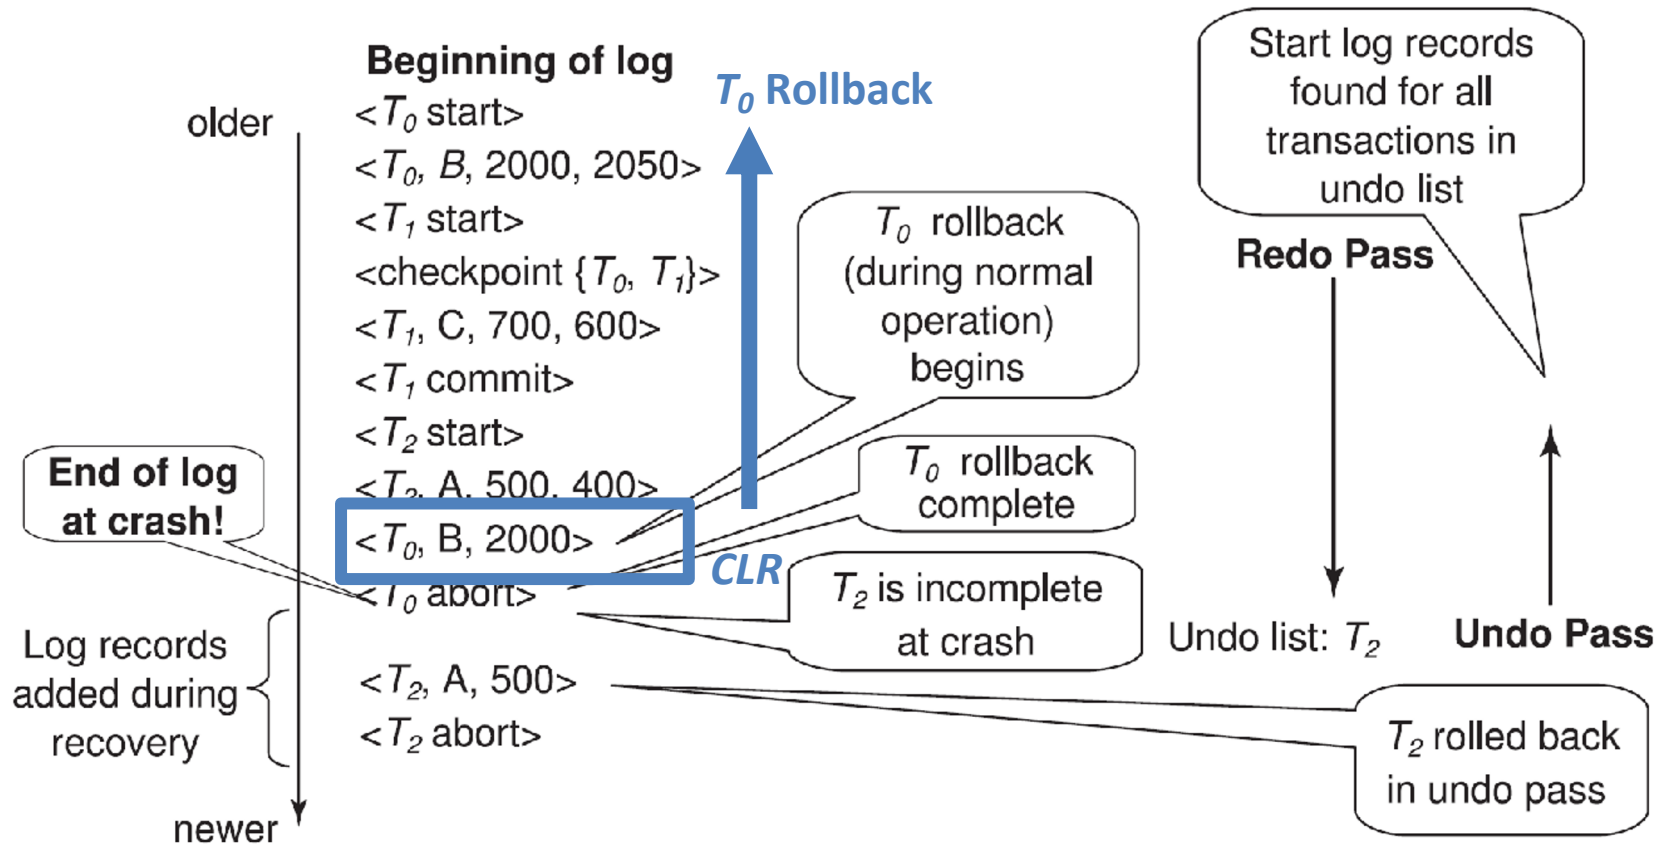 Beginning of log
older
<T0 start>
<T0, B, 2000, 2050>
<T1 start>
<checkpoint {T0, T1}>
<T1, C, 700, 600>
<T1 commit>
<T2 start>
<T2, A, 500, 400>
<T0, B, 2000>
<T0 abort>
<T2, A, 500>
<T2 abort>
newer
End of log
at crash!
Log records
added during
recovery
T0 Rollback
CLR
T0 rollback
(during normal
operation)
begins
T0 rollback
complete
T2 is incomplete
at crash
Start log records
found for all
transactions in
undo list
Redo Pass
Undo list: T2
Undo Pass
T2 rolled back
in undo pass